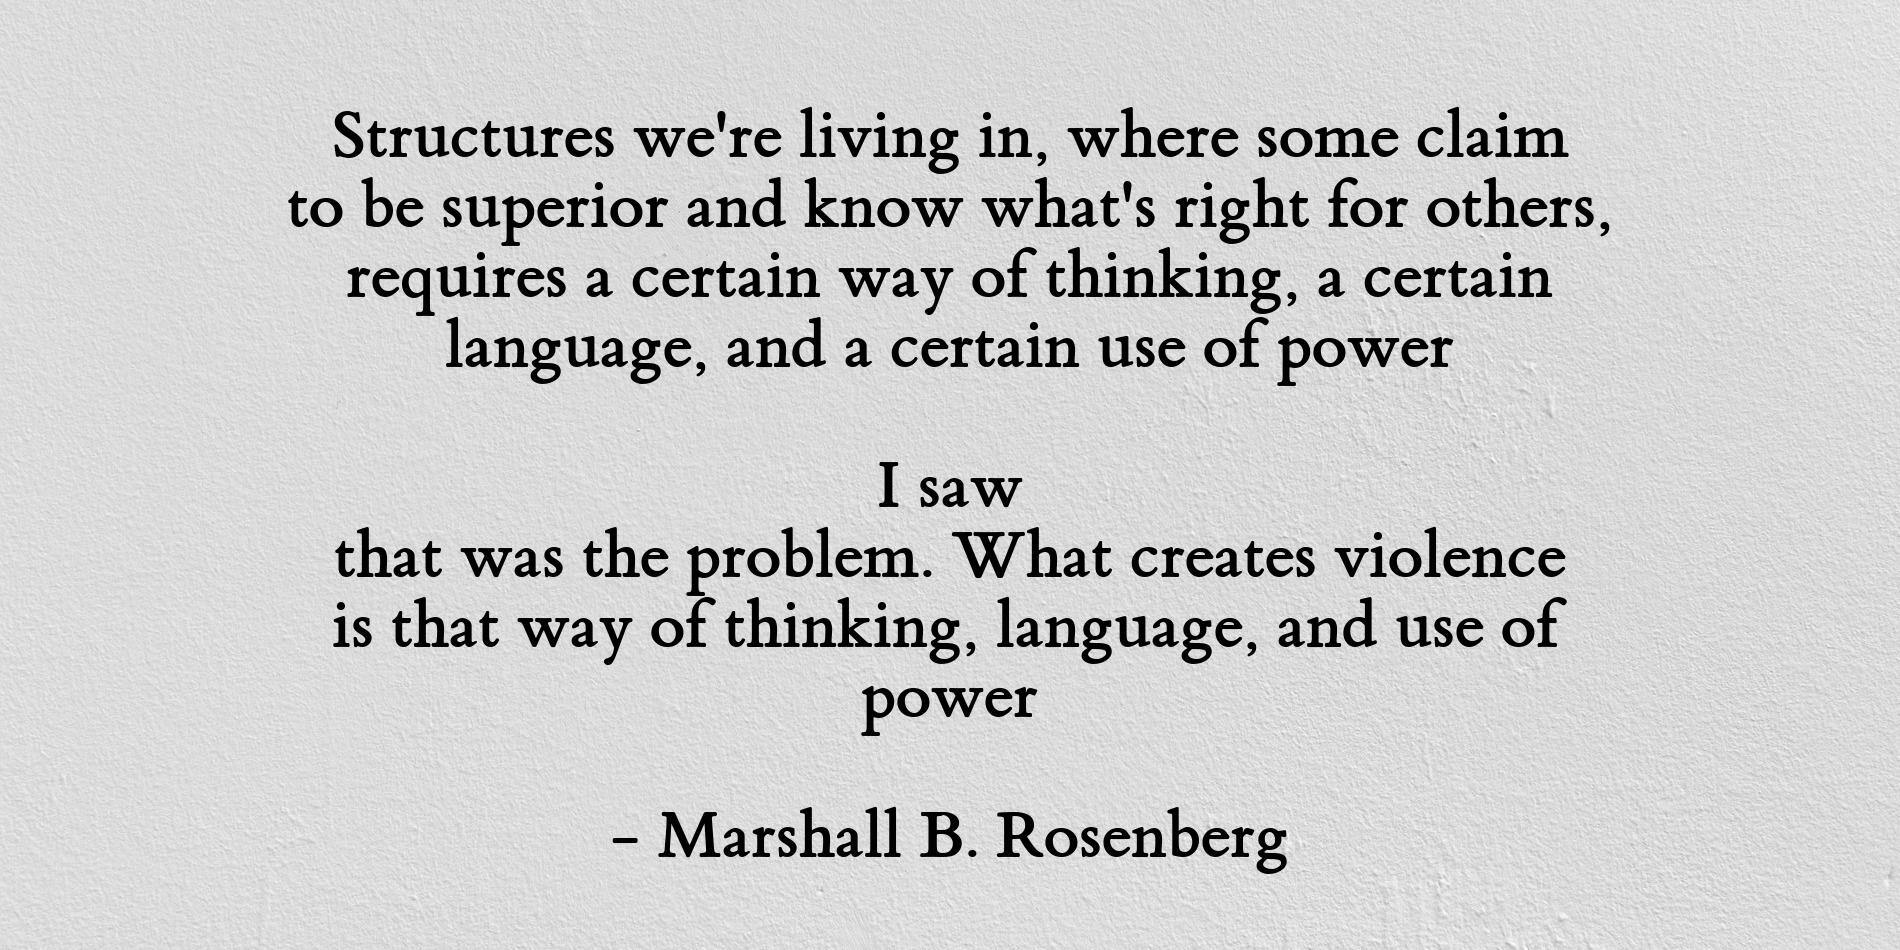 Structures we're living in, where some claim
to be superior and know what's right for others,
requires a certain way of thinking, a certain
language, and a certain use of power
I saw
that was the problem. What creates violence
is that way of thinking, language, and use of
power
– Marshall B. Rosenberg